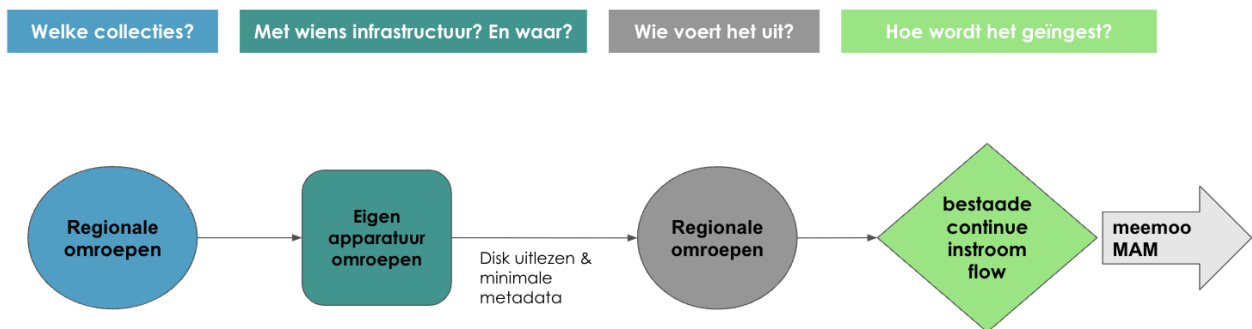 Welke collecties?
Met wiens infrastructuur? En waar?
Wie voert het uit?
Hoe wordt het geïngest?
Regionale
omroepen
Eigen
apparatuur
omroepen
Disk uitlezen &
minimale
metadata
Regionale
omroepen
bestaade
continue
instroom
flow
meemoo
MAM